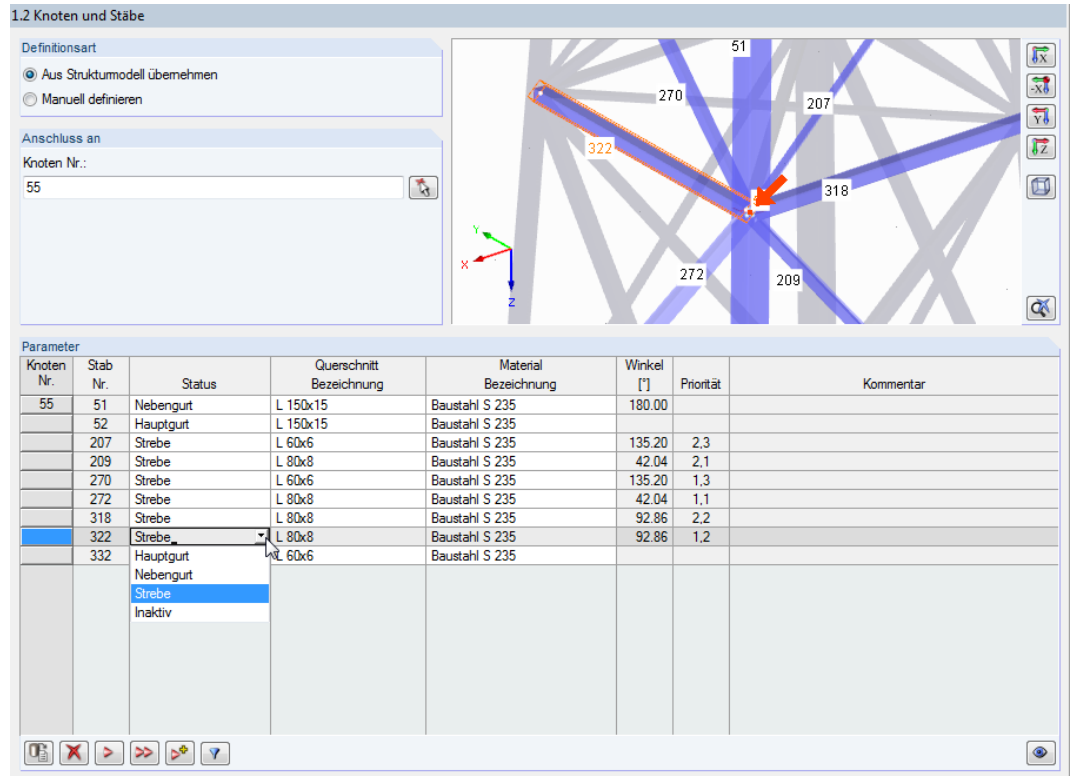 1.2 Knoten und Stäbe
Definitionsart
Aus Strukturmodell übernehmen
Manuell definieren
Anschluss an
Knoten Nr.:
55
51
270
207
322
318
272
209
Y
X
Z
X
-X
Y
Z
Parameter
Knoten Stab Querschnitt Material Winkel
Nr. Nr. Status Bezeichnung Bezeichnung [°] Priorität Kommentar
55 51 Nebengurt L 150x15 Baustahl S 235 180.00
52 Hauptgurt L 150x15 Baustahl S 235
207 Strebe L 60x6 Baustahl S 235 135.20 2,3
209 Strebe L 80x8 Baustahl S 235 42.04 2,1
270 Strebe L 60x6 Baustahl S 235 135.20 1,3
272 Strebe L 80x8 Baustahl S 235 42.04 1,1
318 Strebe L 80x8 Baustahl S 235 92.86 2,2
322 Strebe L 80x8 Baustahl S 235 92.86 1,2
332 Hauptgurt L 60x6 Baustahl S 235
Nebengurt
Strebe
Inaktiv